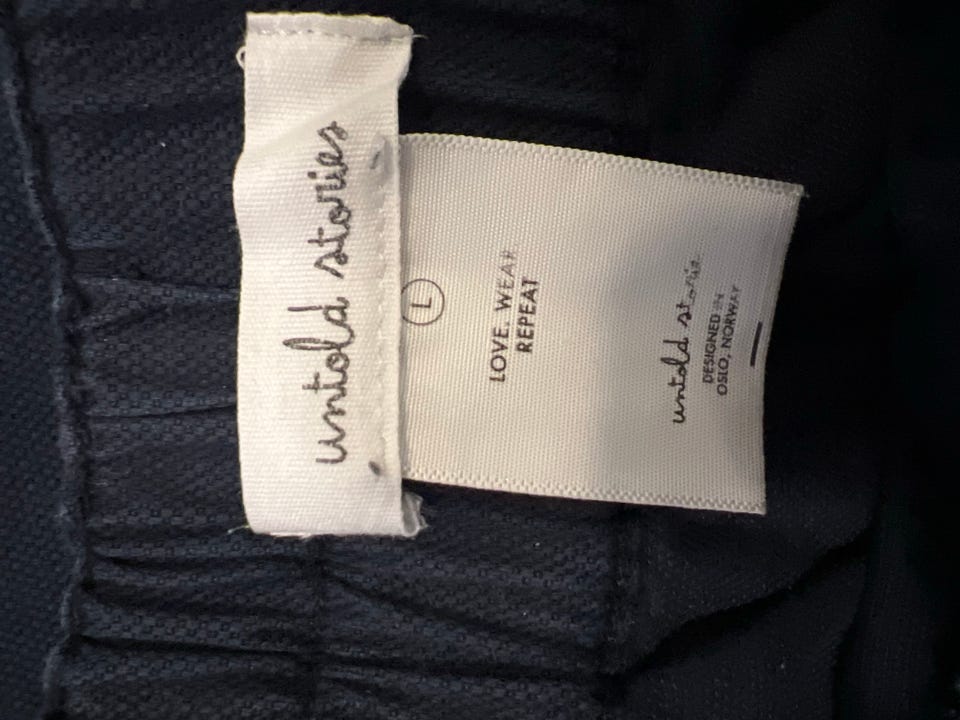 untold stories
L
LOVE. WEAR
REPEAT
untold stories
DESIGNED IN
OSLO, NORWAY